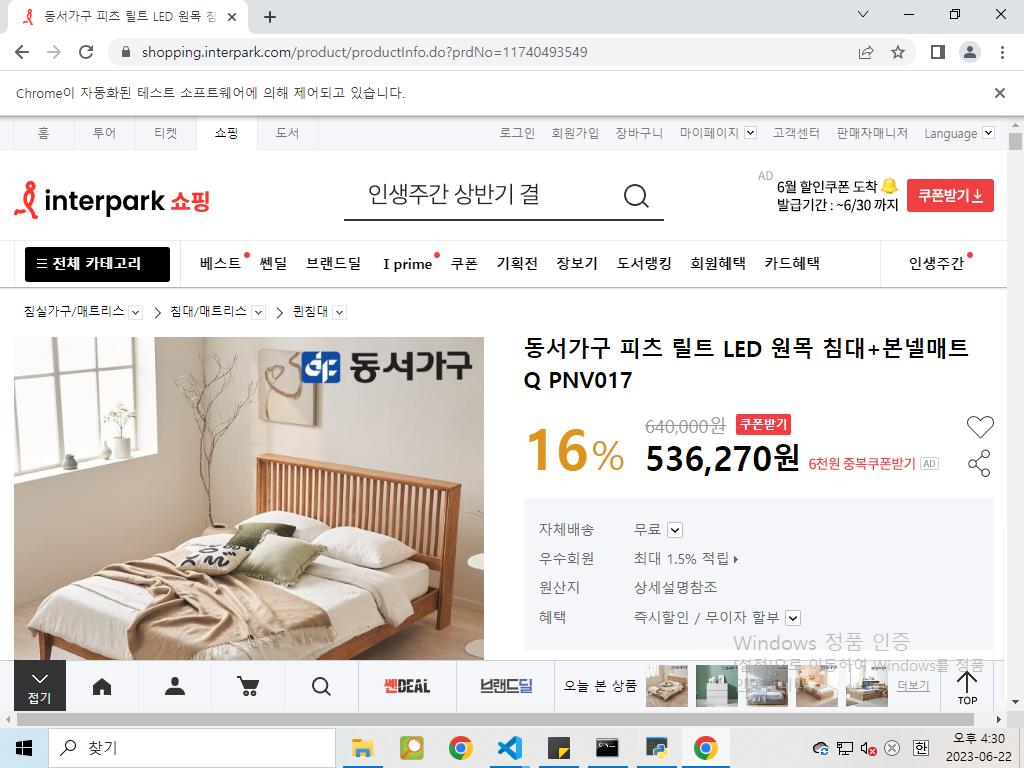 동서가구 피츠 릴트 LED 원목 침
shopping.interpark.com/product/productInfo.do?prdNo=11740493549
Chrome이 자동화된 테스트 소프트웨어에 의해 제어되고 있습니다.
홈 투어 티켓 쇼핑 도서 로그인 회원가입 장바구니 마이페이지 고객센터 판매자매니저 Language
interpark 쇼핑
인생주간 상반기 결
AD
6월 할인쿠폰 도착
발급기간 : ~6/30 까지
쿠폰받기
전체 카테고리 베스트 쎈딜 브랜드딜 I prime 쿠폰 기획전 장보기 도서랭킹 회원혜택 카드혜택 인생주간
침실가구/매트리스 침대/매트리스 퀸침대
동서가구
동서가구 피츠 릴트 LED 원목 침대+본넬매트
Q PNV017
16%
640,000원 쿠폰받기
536,270원 6천원 중복쿠폰받기 AD
자체배송 무료
우수회원 최대 1.5% 적립
원산지 상세설명참조
혜택 즉시할인 / 무이자 할부
Windows 정품 인증
[설정]으로 이동하여 Windows를 정품
접기 쎈DEAL 브랜드딜 오늘 본 상품 더보기 TOP
찾기
한
오후 4:30
2023-06-22